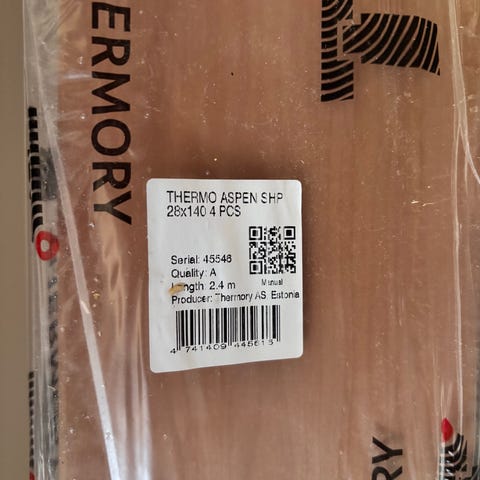 ERMORY
THERMO ASPEN SHP
28x140 4 PCS
Serial: 45548
Quality: A
Length: 2.4 m
Manual
Producer: Thermory AS, Estonia
4 741409 445613
RY